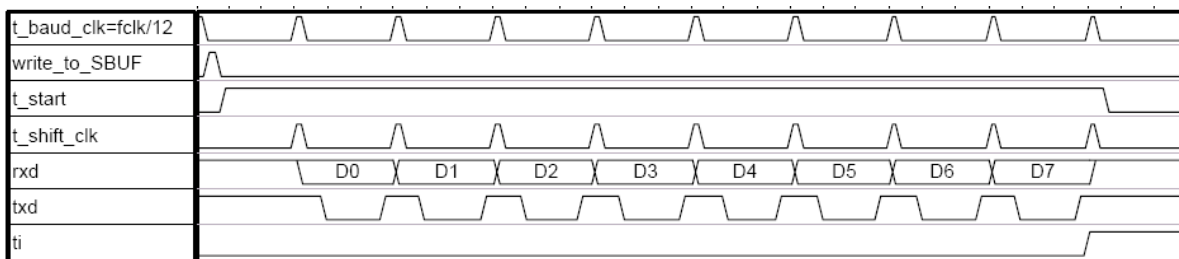 t_baud_clk=fclk/12
write_to_SBUF
t_start
t_shift_clk
rxd D0 D1 D2 D3 D4 D5 D6 D7
txd
ti